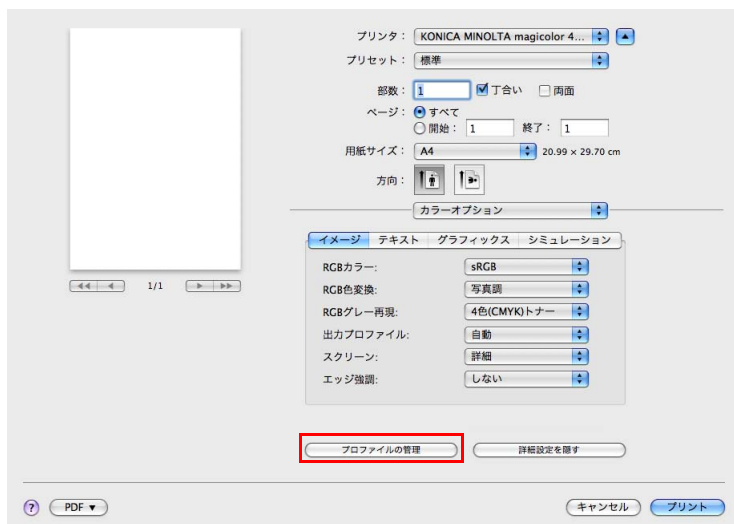 プリンタ： KONICA MINOLTA magicolor 4...
プリセット： 標準
部数： 1 丁合い 両面
ページ： すべて
開始： 1 終了： 1
用紙サイズ： A4 20.99 × 29.70 cm
方向：
カラーオプション
イメージ テキスト グラフィックス シミュレーション
RGBカラー: sRGB
RGB色変換: 写真調
RGBグレー再現: 4色(CMYK)トナー
出力プロファイル: 自動
スクリーン: 詳細
エッジ強調: しない
1/1
プロファイルの管理 詳細設定を隠す
? PDF ▼ キャンセル プリント